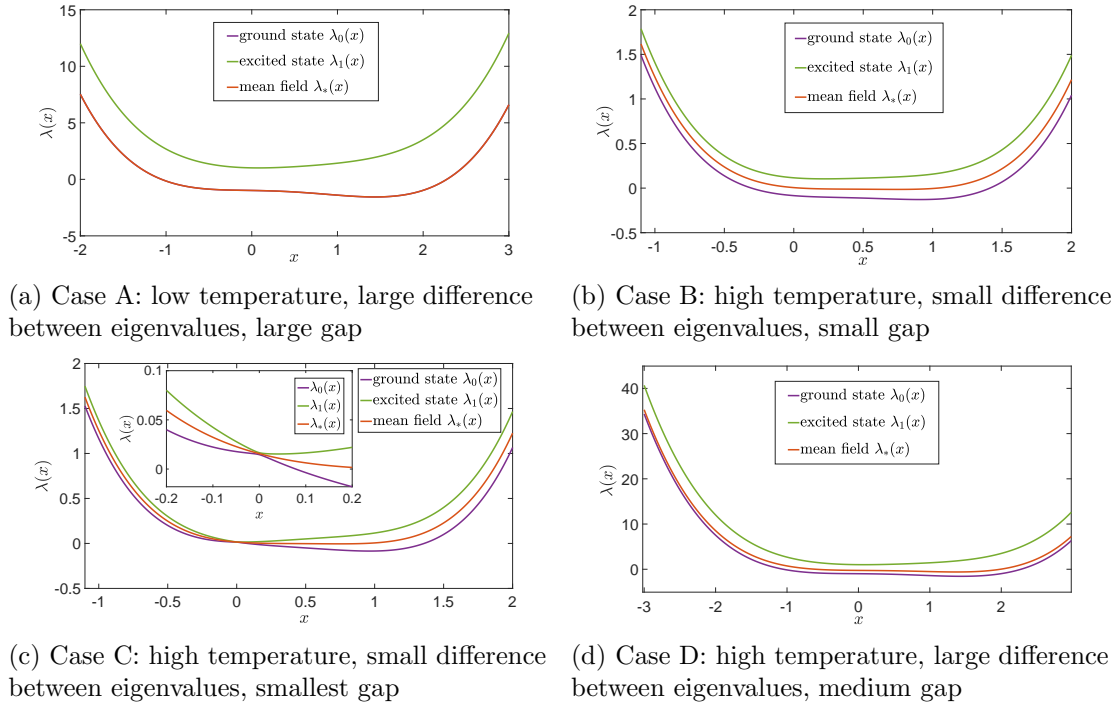 15
10
5
0
-5
λ(x)
ground state λ₀(x)
excited state λ₁(x)
mean field λ*(x)
-2
-1
0
1
2
3
x
(a) Case A: low temperature, large difference
between eigenvalues, large gap
2
1.5
1
0.5
0
-0.5
λ(x)
ground state λ₀(x)
excited state λ₁(x)
mean field λ*(x)
-1
-0.5
0
0.5
1
1.5
2
x
(b) Case B: high temperature, small difference
between eigenvalues, small gap
2
1.5
1
0.5
0
-0.5
λ(x)
0.1
0.05
0
λ(x)
λ₀(x)
λ₁(x)
λ*(x)
-0.2
-0.1
0
0.1
0.2
x
ground state λ₀(x)
excited state λ₁(x)
mean field λ*(x)
-1
-0.5
0
0.5
1
1.5
2
x
(c) Case C: high temperature, small difference
between eigenvalues, smallest gap
40
30
20
10
0
λ(x)
ground state λ₀(x)
excited state λ₁(x)
mean field λ*(x)
-3
-2
-1
0
1
2
x
(d) Case D: high temperature, large difference
between eigenvalues, medium gap